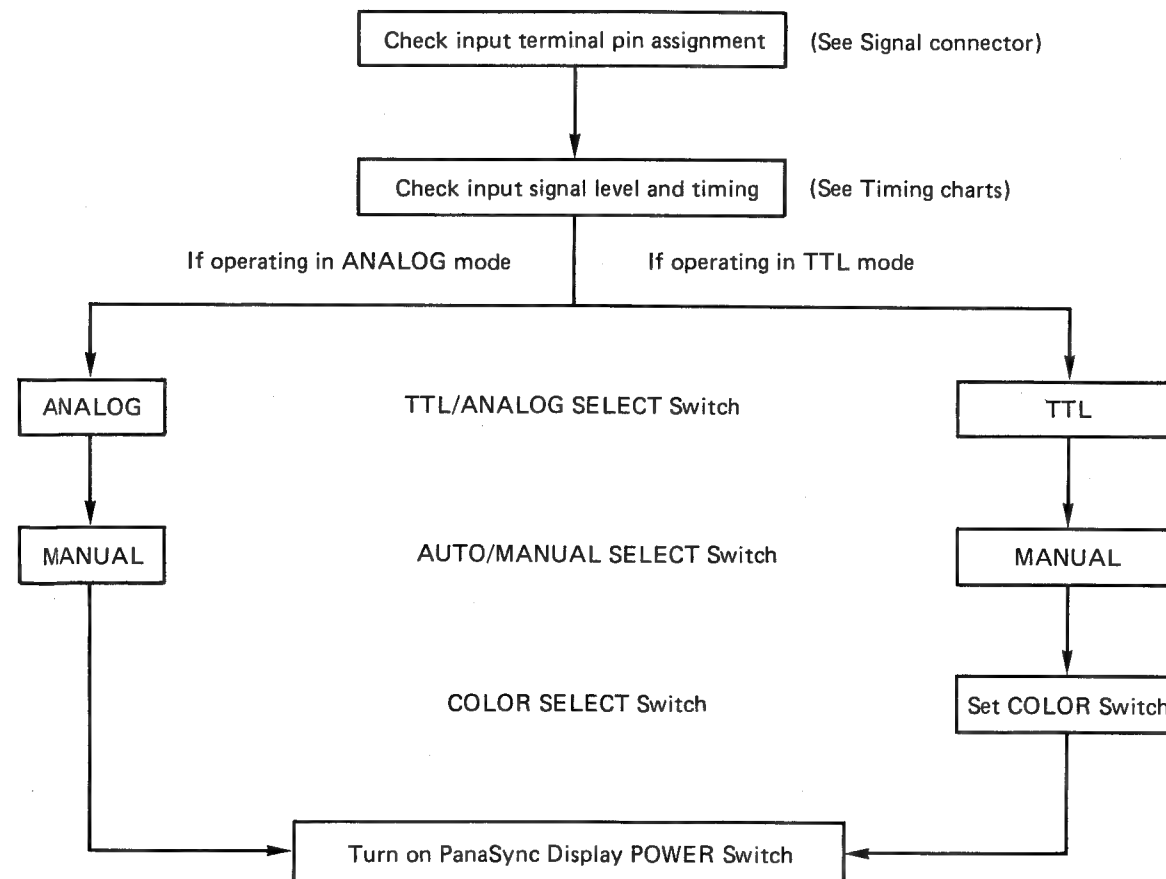 Check input terminal pin assignment (See Signal connector)
Check input signal level and timing (See Timing charts)
If operating in ANALOG mode If operating in TTL mode
ANALOG TTL/ANALOG SELECT Switch TTL
MANUAL AUTO/MANUAL SELECT Switch MANUAL
COLOR SELECT Switch Set COLOR Switch
Turn on PanaSync Display POWER Switch